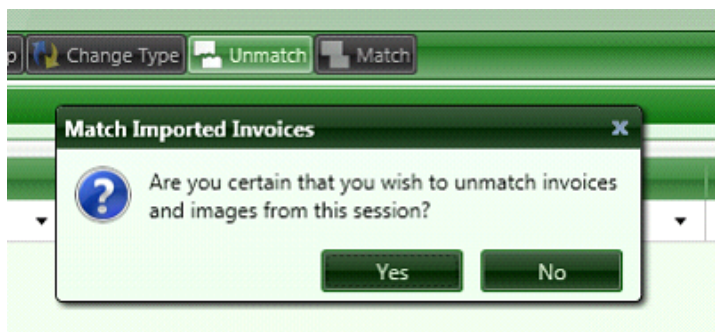 p Change Type Unmatch Match
Match Imported Invoices x
? Are you certain that you wish to unmatch invoices
and images from this session?
Yes No